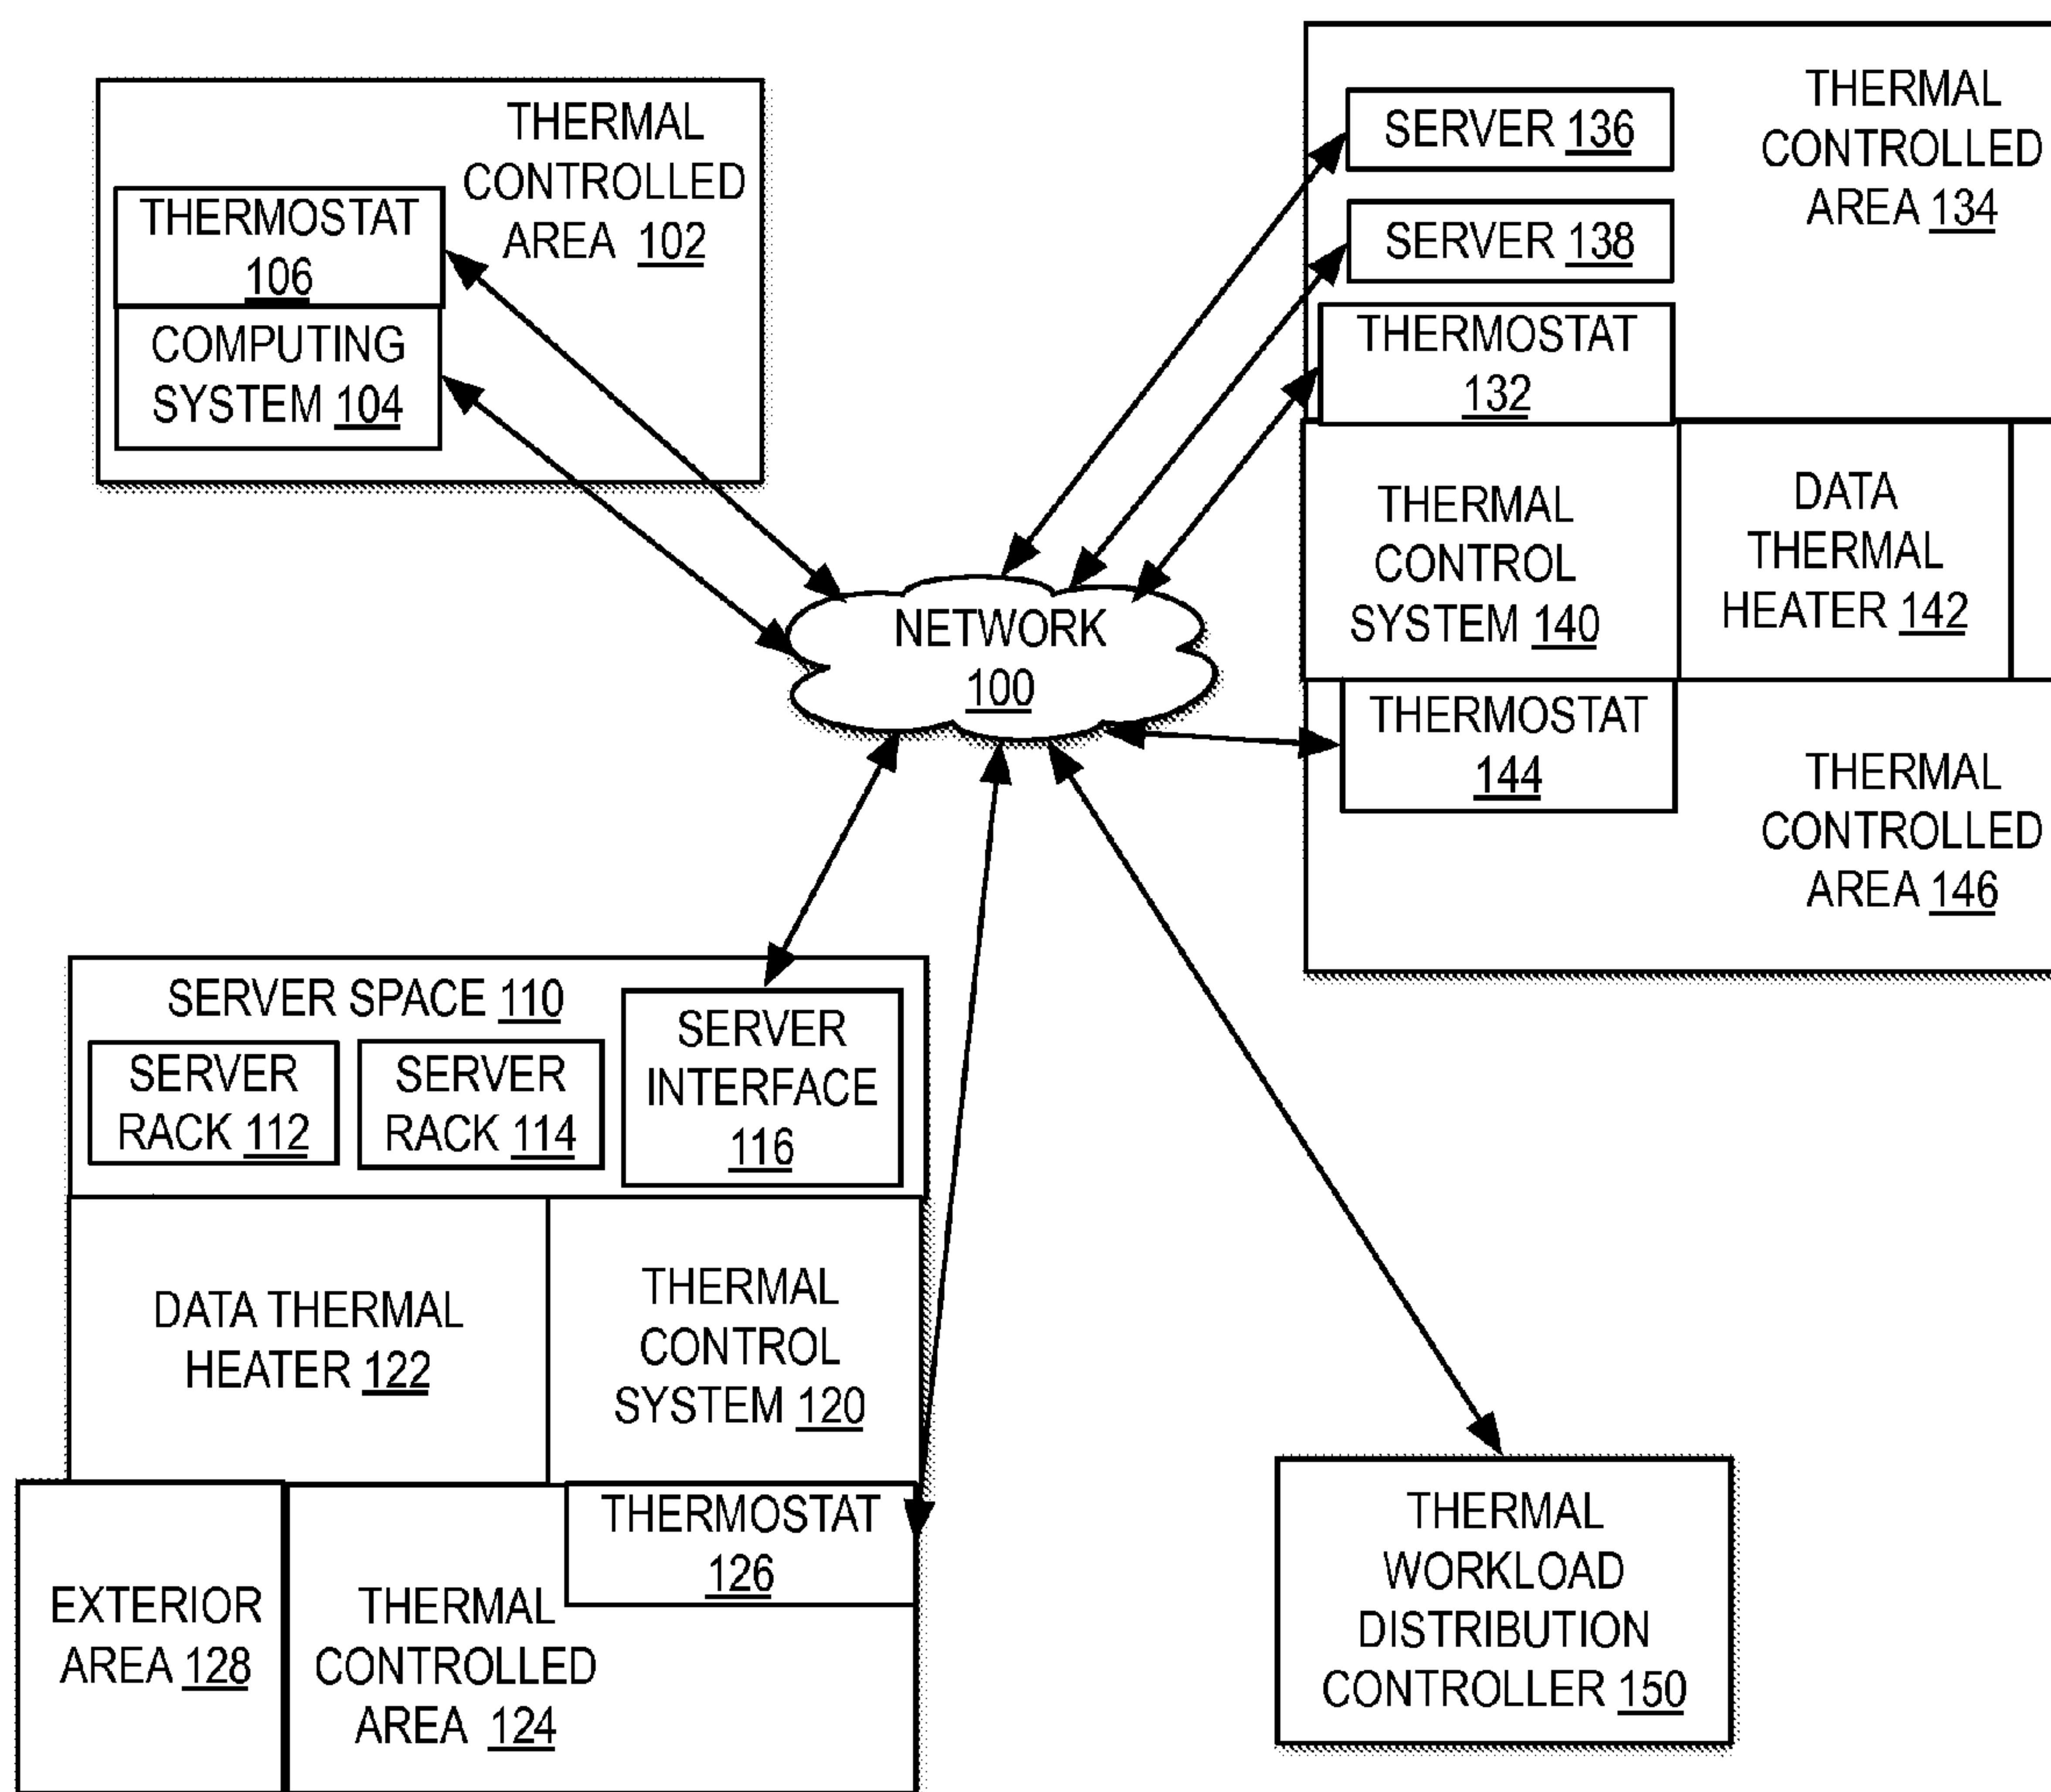 THERMAL
CONTROLLED
AREA 102
THERMOSTAT
106
COMPUTING
SYSTEM 104
THERMAL
CONTROLLED
AREA 134
SERVER 136
SERVER 138
THERMOSTAT
132
THERMAL
CONTROL
SYSTEM 140
DATA
THERMAL
HEATER 142
NETWORK
100
THERMOSTAT
144
THERMAL
CONTROLLED
AREA 146
SERVER SPACE 110
SERVER
RACK 112
SERVER
RACK 114
SERVER
INTERFACE
116
DATA THERMAL
HEATER 122
THERMAL
CONTROL
SYSTEM 120
THERMOSTAT
126
EXTERIOR
AREA 128
THERMAL
CONTROLLED
AREA 124
THERMAL
WORKLOAD
DISTRIBUTION
CONTROLLER 150